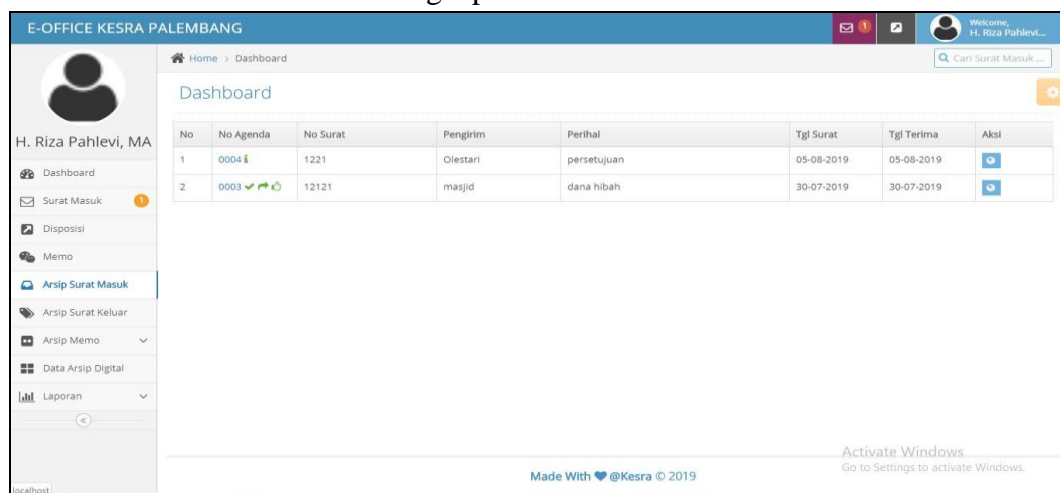 E-OFFICE KESRA PALEMBANG
1
Welcome,
H. Riza Pahlevi...
Home > Dashboard
Cari Surat Masuk ...
Dashboard
H. Riza Pahlevi, MA
Dashboard
Surat Masuk 1
Disposisi
Memo
Arsip Surat Masuk
Arsip Surat Keluar
Arsip Memo
Data Arsip Digital
Laporan
No No Agenda No Surat Pengirim Perihal Tgl Surat Tgl Terima Aksi
1 0004 1221 Olestari persetujuan 05-08-2019 05-08-2019
2 0003 12121 masjid dana hibah 30-07-2019 30-07-2019
Activate Windows
Go to Settings to activate Windows.
Made With @Kesra © 2019
localhost